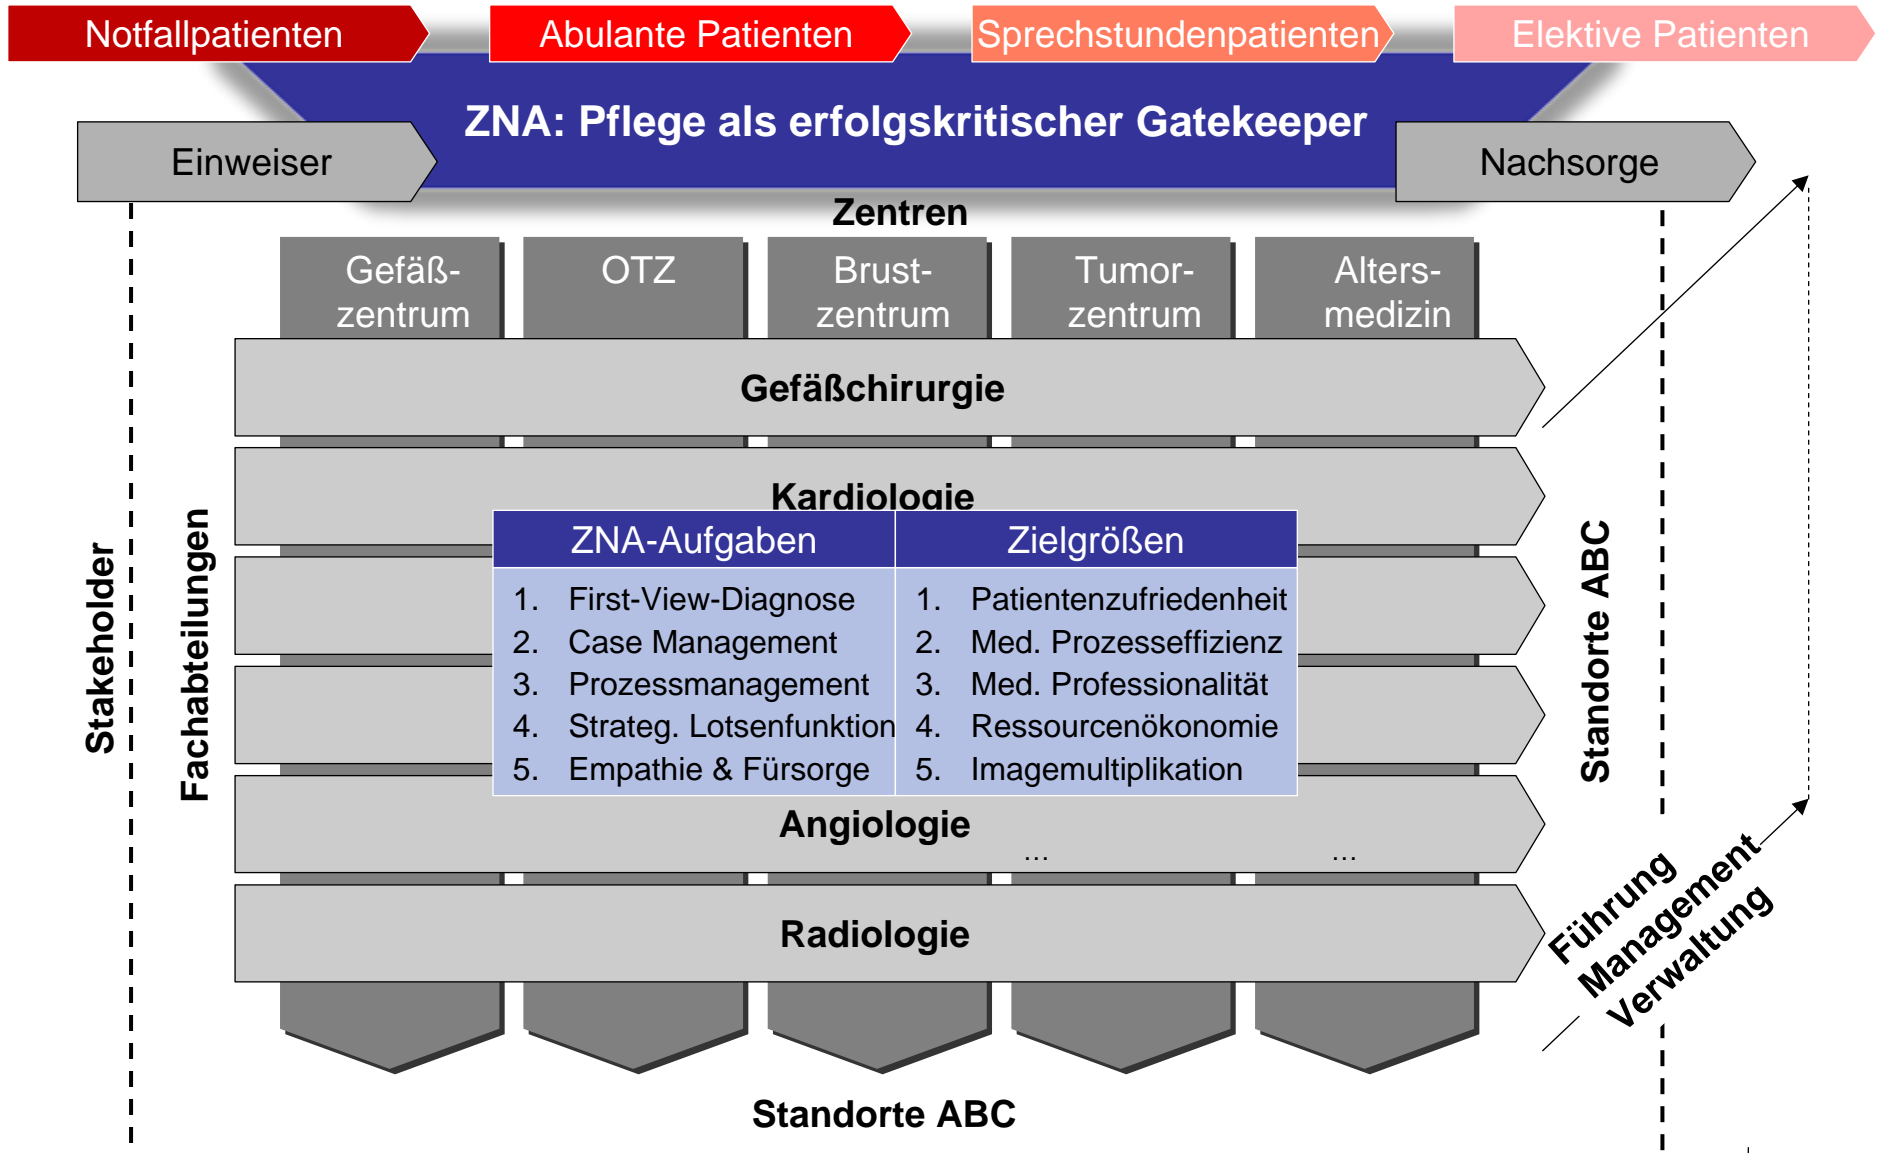 Notfallpatienten
Abulante Patienten
Sprechstundenpatienten
Elektive Patienten
ZNA: Pflege als erfolgskritischer Gatekeeper
Einweiser
Nachsorge
Zentren
Gefäß-
zentrum
OTZ
Brust-
zentrum
Tumor-
zentrum
Alters-
medizin
Gefäßchirurgie
Kardiologie
Stakeholder
Fachabteilungen
ZNA-Aufgaben
1. First-View-Diagnose
2. Case Management
3. Prozessmanagement
4. Strateg. Lotsenfunktion
5. Empathie & Fürsorge
Zielgrößen
1. Patientenzufriedenheit
2. Med. Prozesseffizienz
3. Med. Professionalität
4. Ressourcenökonomie
5. Imagemultiplikation
Standorte ABC
Angiologie
... ...
Radiologie
Führung
Management
Verwaltung
Standorte ABC